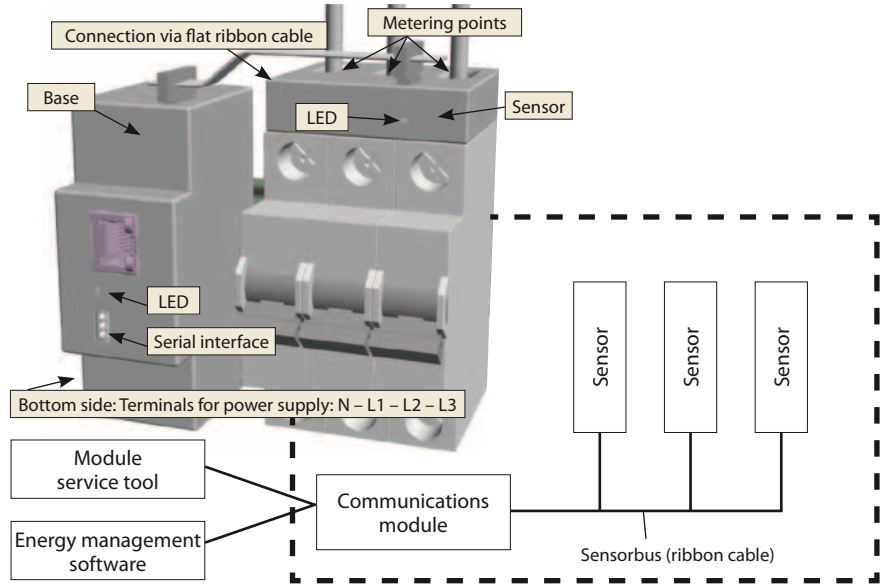 Metering points
Connection via flat ribbon cable
Base
LED
Sensor
LED
Serial interface
Bottom side: Terminals for power supply: N – L1 – L2 – L3
Sensor
Sensor
Sensor
Module
service tool
Energy management
software
Communications
module
Sensorbus (ribbon cable)